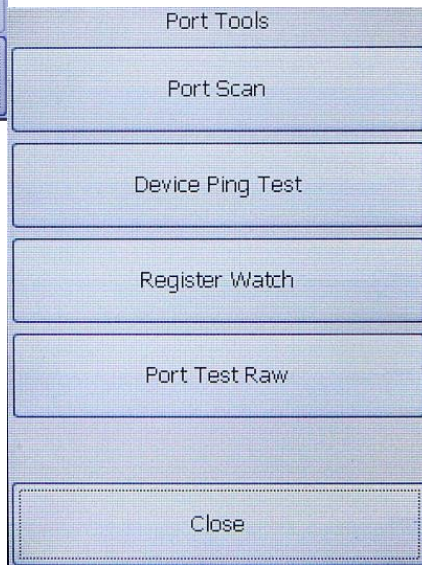 Port Tools
Port Scan
Device Ping Test
Register Watch
Port Test Raw
Close